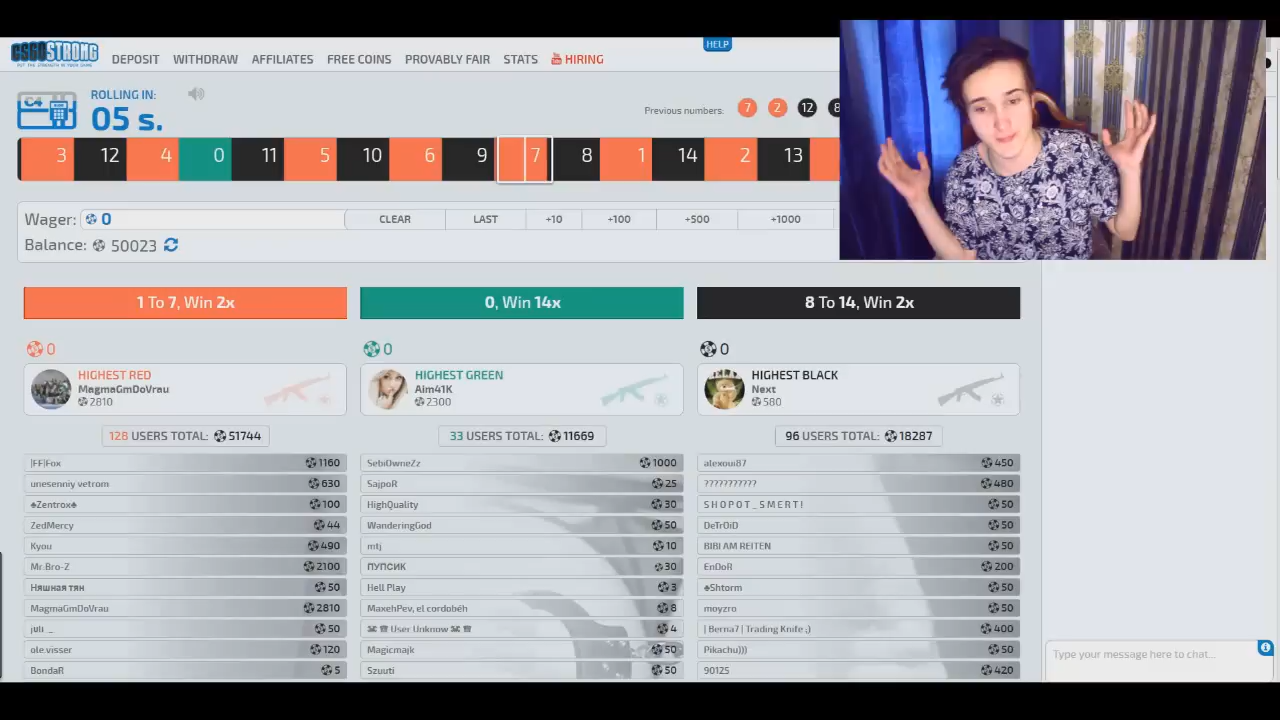 CSGOSTRONG
DEPOSIT WITHDRAW AFFILIATES FREE COINS PROVABLY FAIR STATS HIRING
HELP
C4
ROLLING IN:
05 s.
Previous numbers: 7 2 12 8
3 12 4 0 11 5 10 6 9 7 8 1 14 2 13
Wager: 0 CLEAR LAST +10 +100 +500 +1000
Balance: 50023
1 To 7, Win 2x 0, Win 14x 8 To 14, Win 2x
0 0 0
HIGHEST RED
MagmaGmDoVrau
2810
HIGHEST GREEN
Aim41K
2300
HIGHEST BLACK
Next
580
128 USERS TOTAL: 51744
33 USERS TOTAL: 11669
96 USERS TOTAL: 18287
|FF|Fox 1160
unesenniy vetrom 630
♣Zentrox♣ 100
ZedMercy 44
Kyou 490
Mr.Bro-Z 2100
Няшная тян 50
MagmaGmDoVrau 2810
juli _ 50
ole.visser 120
BondaR 5
SebiOwneZz 1000
SajpoR 25
HighQuality 30
WanderingGod 50
mtj 10
ПУПСИК 30
Hell Play 3
MaxehPev, el cordobéh 8
☠ ☎ User Unknow ☠ ☎ 4
Magicmajk 50
Szuuti 50
alexoui87 450
??????????? 480
S H O P O T _ S M E R T ! 50
DeTrOiD 50
BIBI AM REITEN 50
EnDoR 200
♣Shtorm 50
moyzro 50
| Berna7 | Trading Knife ;) 400
Pikachu))) 50
90125 420
Type your message here to chat...